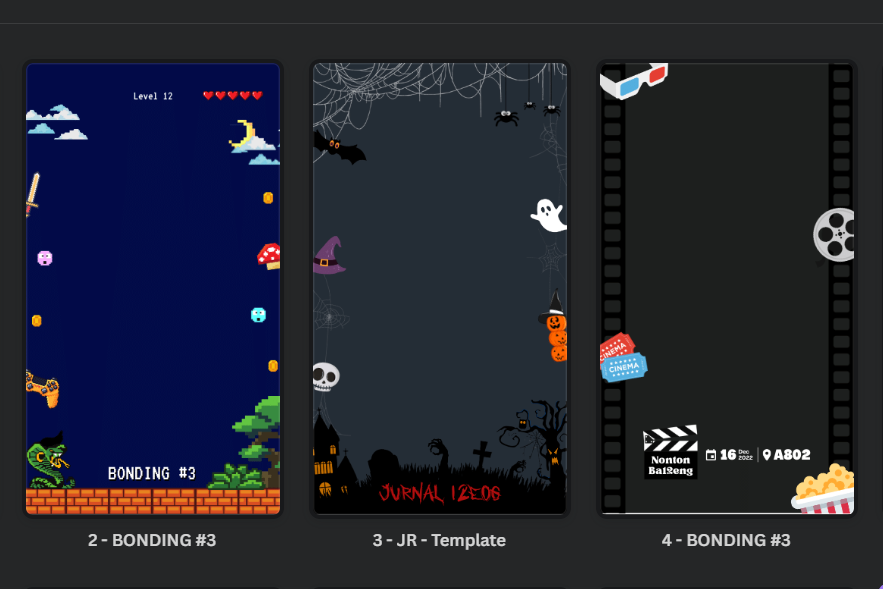 Level 12
BONDING #3
JURNAL 12E06
CINEMA
CINEMA
Nonton
Bat2eng
16 Dec 2022
A802
2 - BONDING #3
3 - JR - Template
4 - BONDING #3